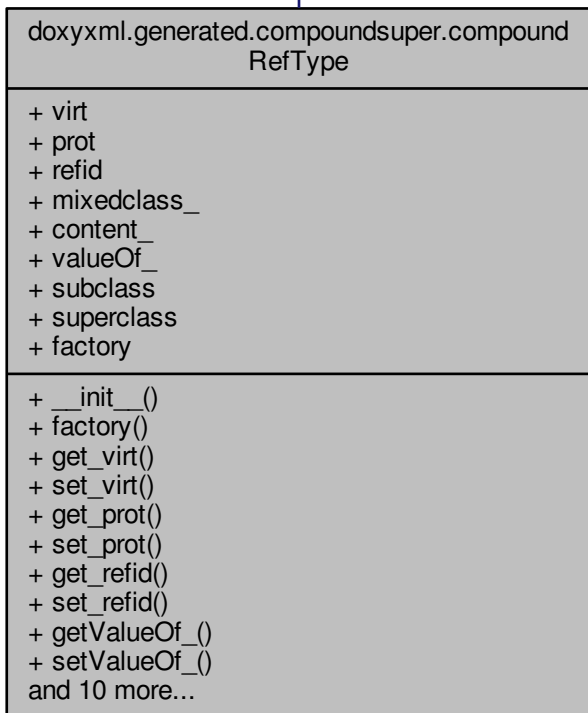 doxyxml.generated.compoundsuper.compound
RefType
+ virt
+ prot
+ refid
+ mixedclass_
+ content_
+ valueOf_
+ subclass
+ superclass
+ factory
+ __init__()
+ factory()
+ get_virt()
+ set_virt()
+ get_prot()
+ set_prot()
+ get_refid()
+ set_refid()
+ getValueOf_()
+ setValueOf_()
and 10 more...